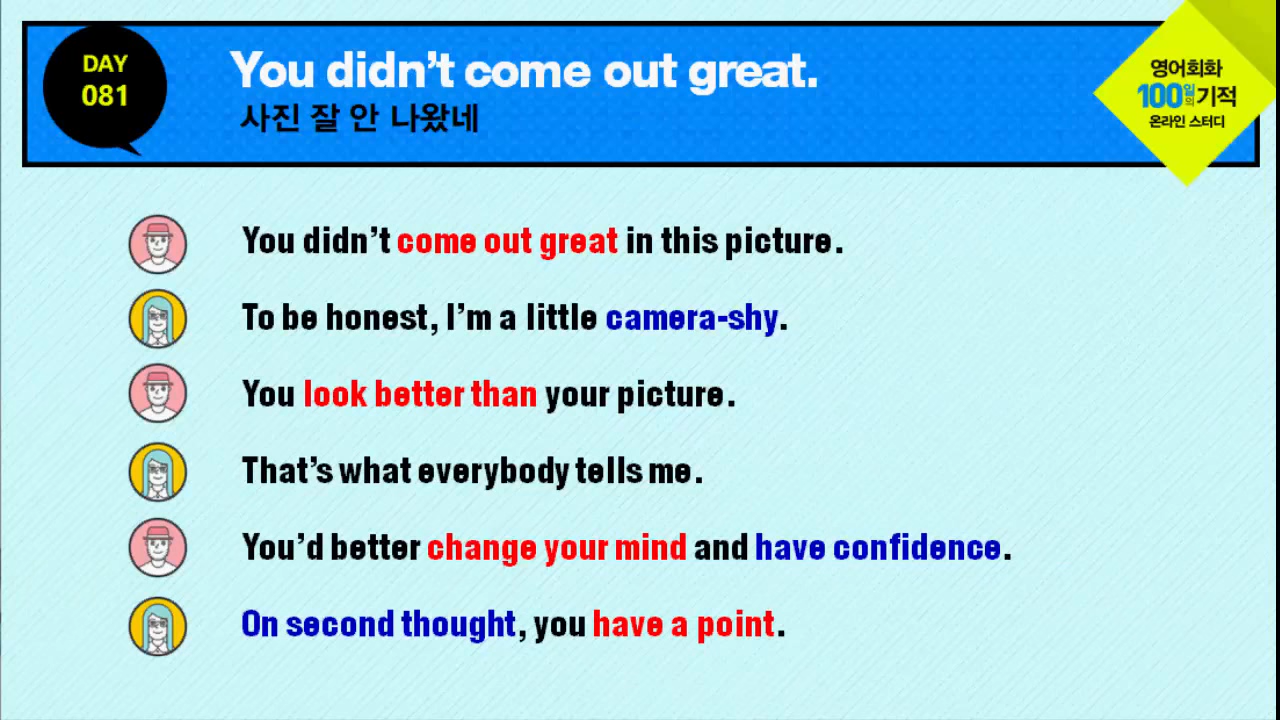 DAY
081
You didn't come out great.
사진 잘 안 나왔네
영어회화
100일의 기적
온라인 스터디
You didn't come out great in this picture.
To be honest, I'm a little camera-shy.
You look better than your picture.
That's what everybody tells me.
You'd better change your mind and have confidence.
On second thought, you have a point.